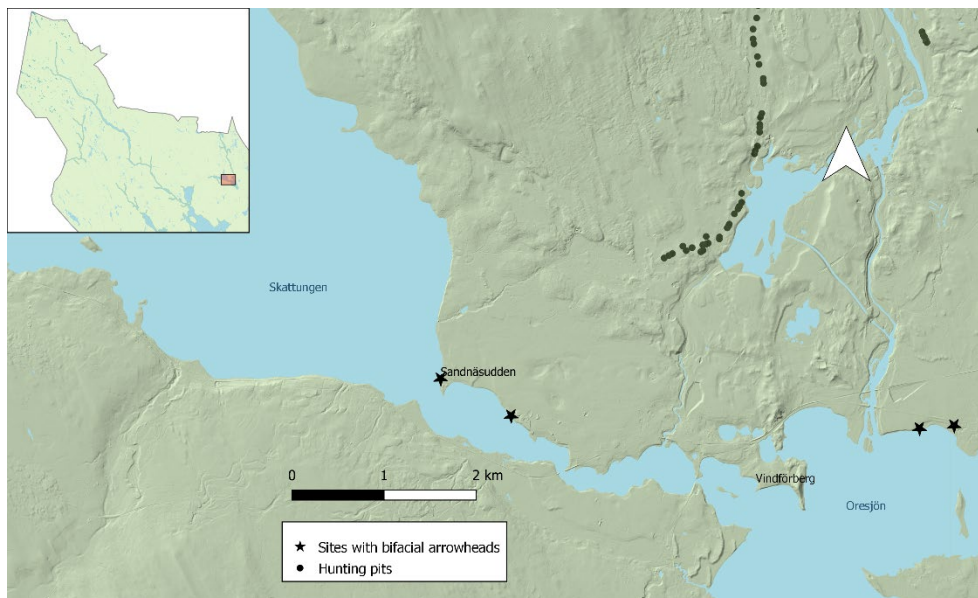 Skattungen
Sandnäsudden
Vindförberg
Oresjön
0 1 2 km
Sites with bifacial arrowheads
Hunting pits